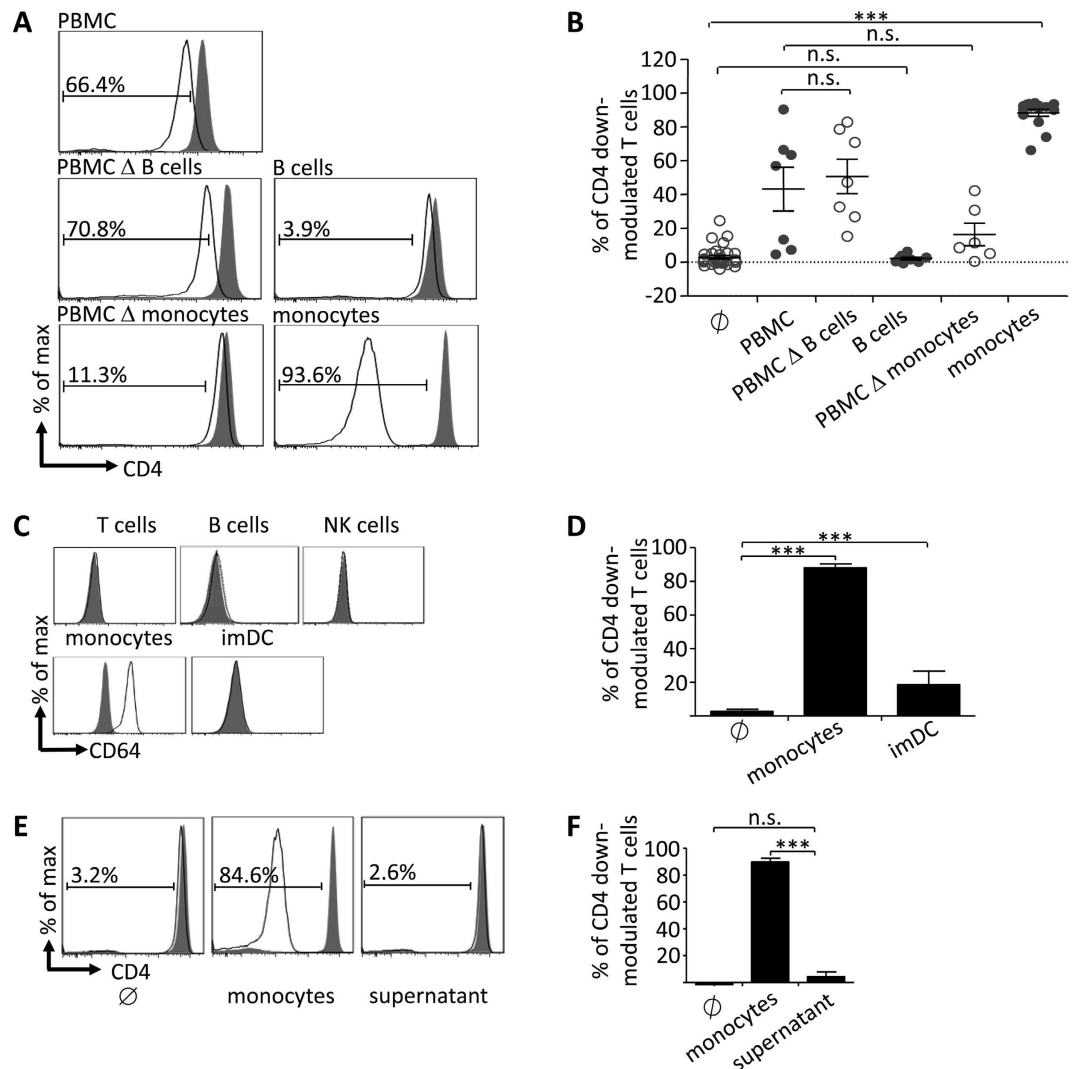 A
PBMC
66.4%
PBMC Δ B cells
70.8%
B cells
3.9%
PBMC Δ monocytes
11.3%
monocytes
93.6%
% of max
CD4
B
***
n.s.
n.s.
n.s.
% of CD4 down-
modulated T cells
120
100
80
60
40
20
0
-20
∅
PBMC
PBMC Δ B cells
B cells
PBMC Δ monocytes
monocytes
C
T cells
B cells
NK cells
monocytes
imDC
% of max
CD64
D
***
***
% of CD4 down-
modulated T cells
100
80
60
40
20
∅
monocytes
imDC
E
3.2%
84.6%
2.6%
% of max
CD4
∅
monocytes
supernatant
F
n.s.
***
% of CD4 down-
modulated T cells
100
80
60
40
20
∅
monocytes
supernatant